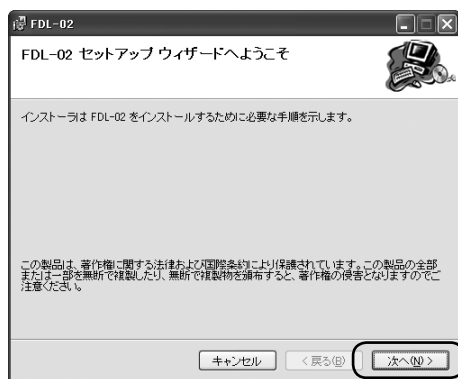 FDL-02
FDL-02 セットアップ ウィザードへようこそ
インストーラは FDL-02 をインストールするために必要な手順を示します。
この製品は、著作権に関する法律および国際条約により保護されています。この製品の全部
または一部を無断で複製したり、無断で複製物を頒布すると、著作権の侵害となりますのでご
注意ください。
キャンセル < 戻る(B) 次へ(N) >